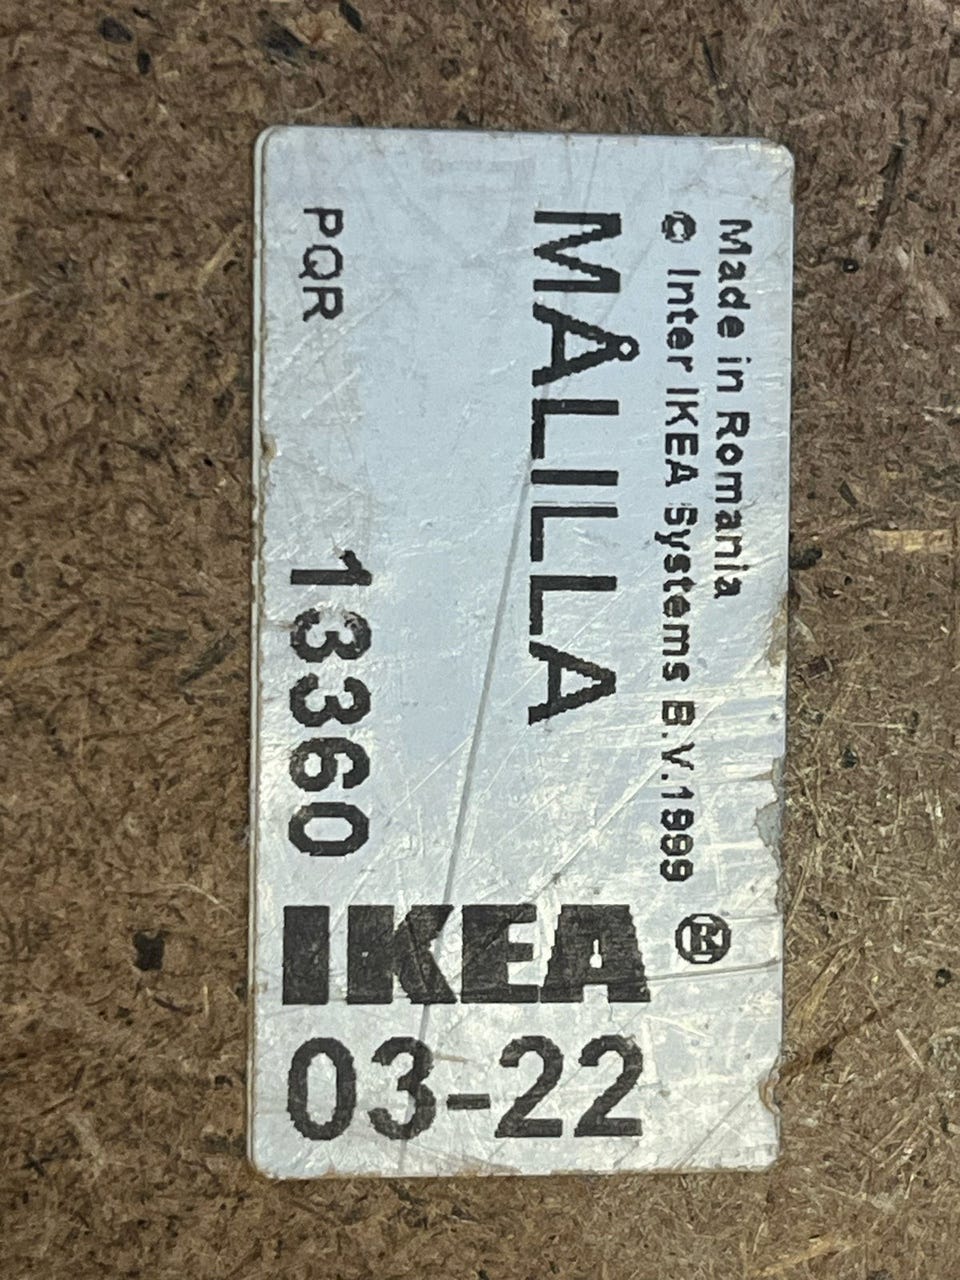 Made in Romania
© Inter IKEA Systems B.V.1999
MÅLILLA
PQR 13360
IKEA
03-22